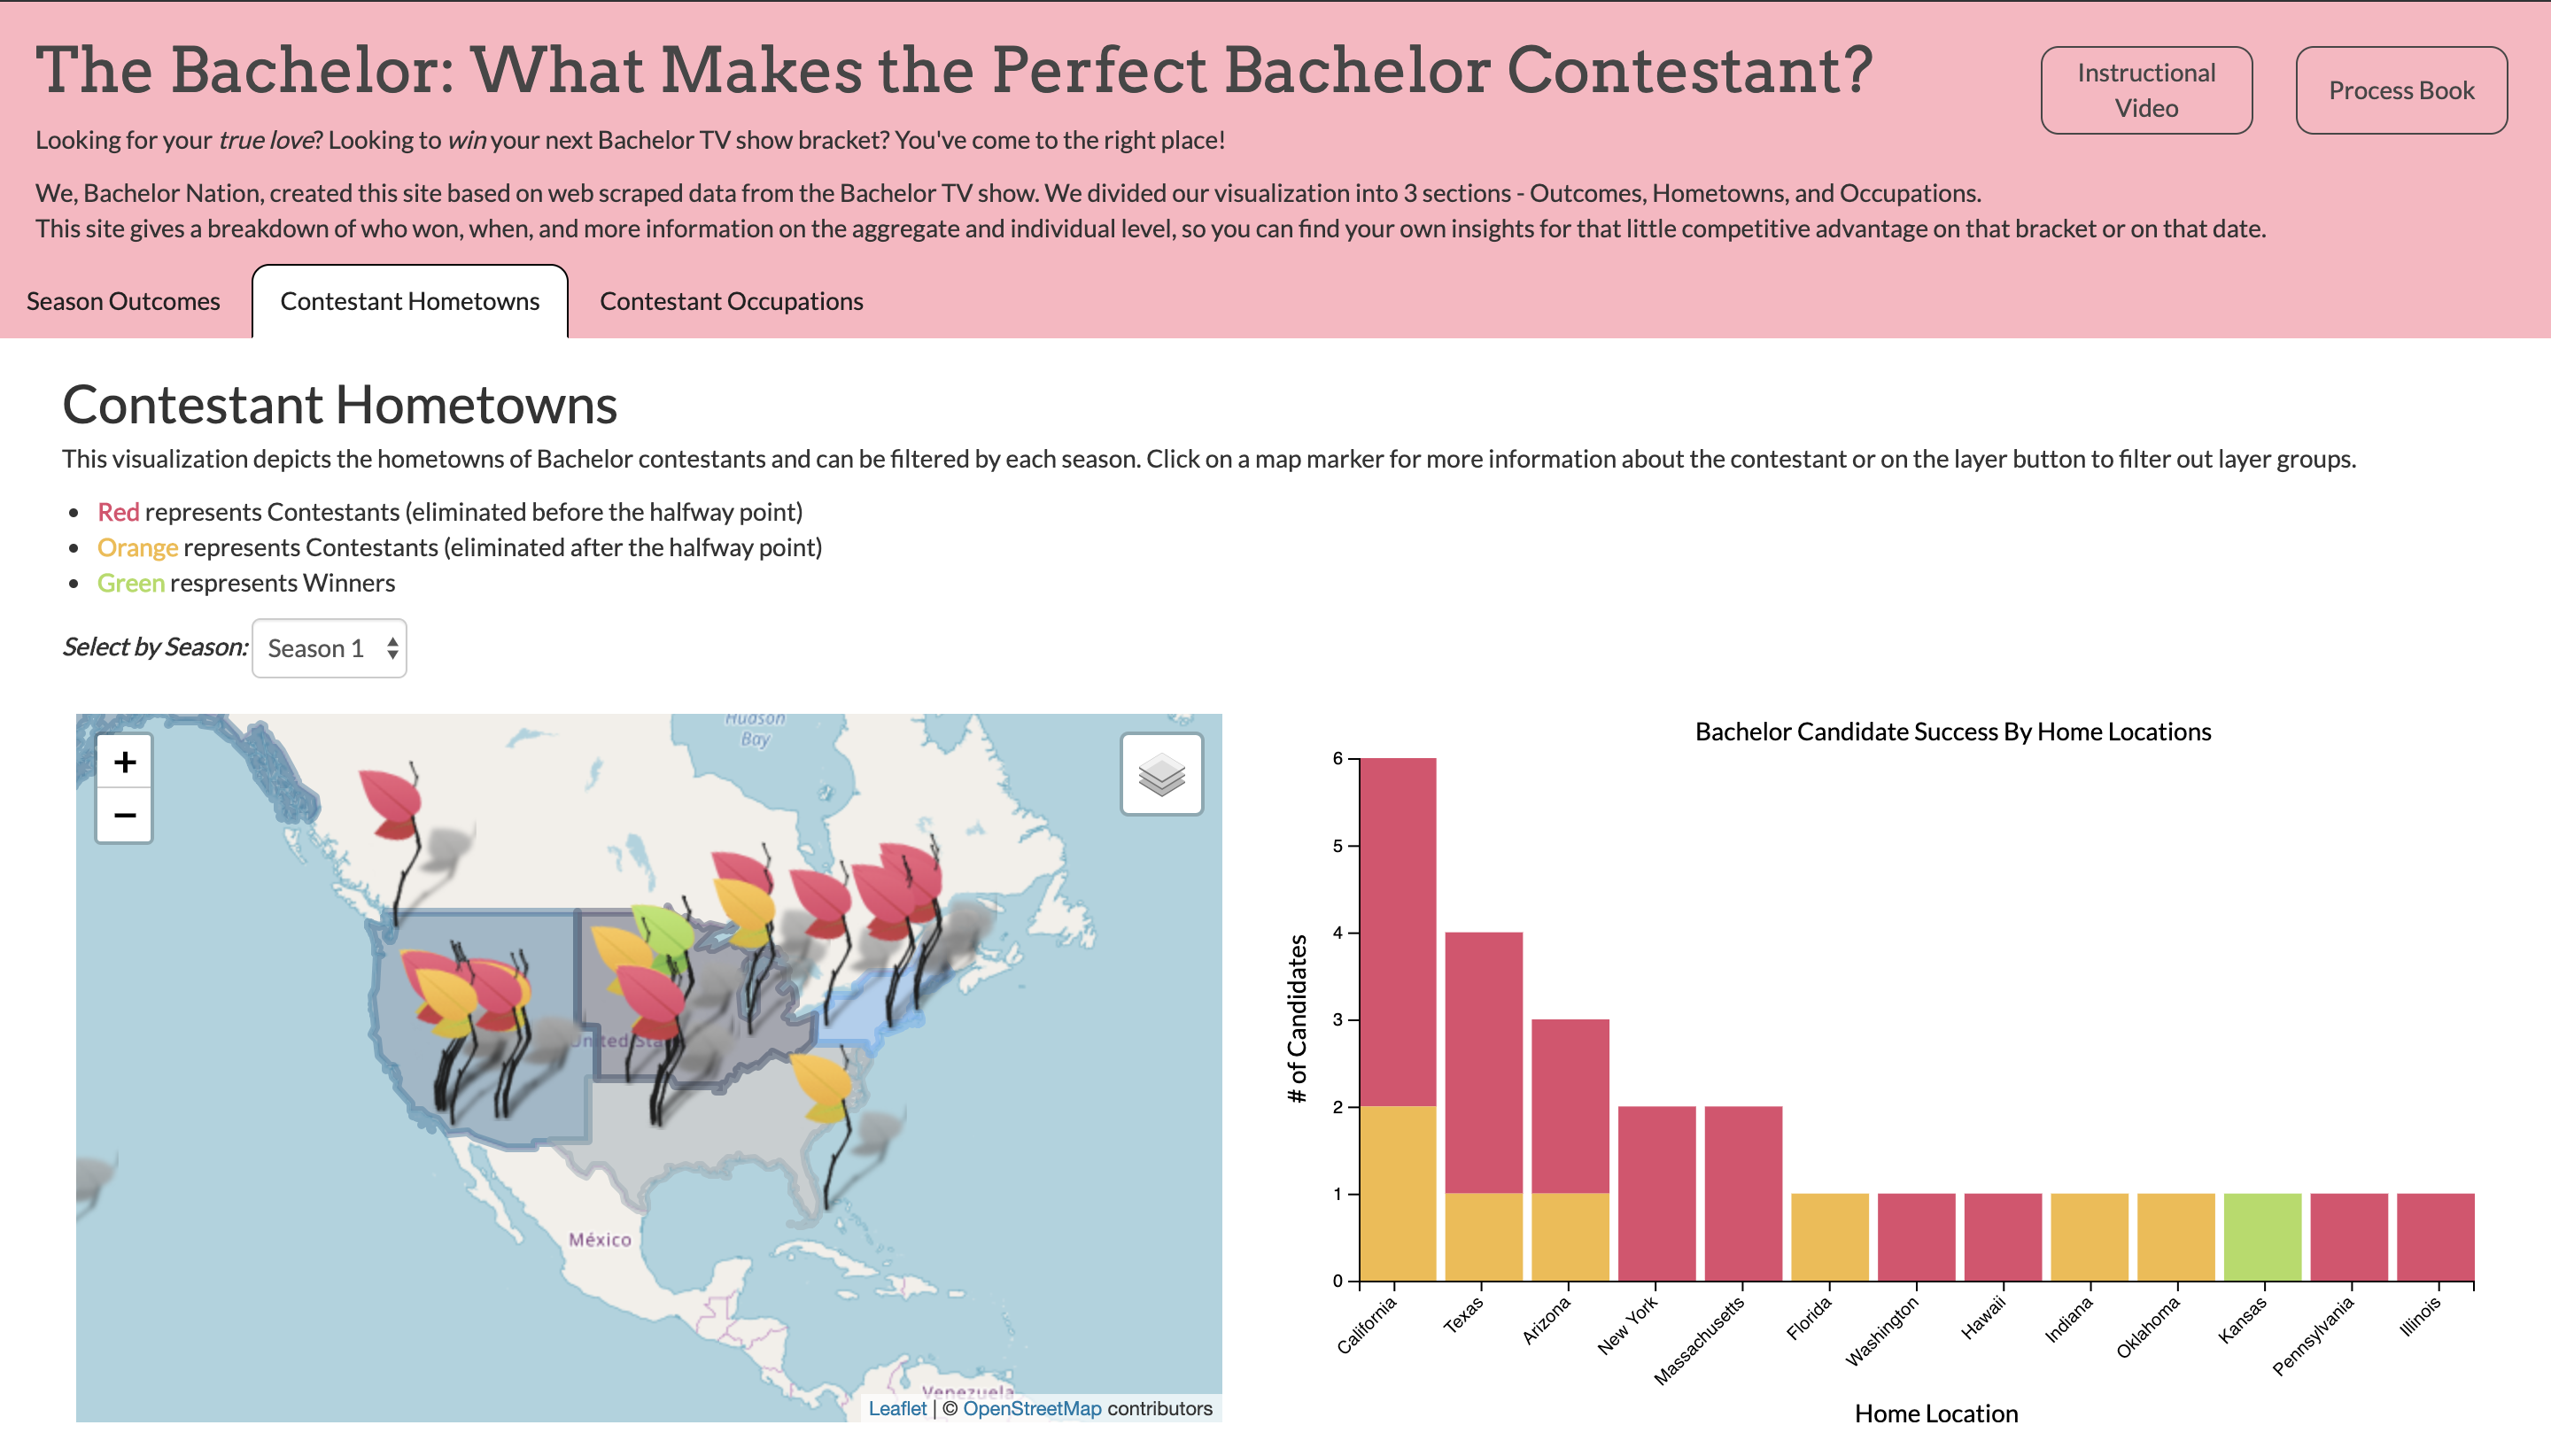 The Bachelor: What Makes the Perfect Bachelor Contestant?
Instructional
Video
Process Book
Looking for your true love? Looking to win your next Bachelor TV show bracket? You've come to the right place!
We, Bachelor Nation, created this site based on web scraped data from the Bachelor TV show. We divided our visualization into 3 sections - Outcomes, Hometowns, and Occupations.
This site gives a breakdown of who won, when, and more information on the aggregate and individual level, so you can find your own insights for that little competitive advantage on that bracket or on that date.
Season Outcomes
Contestant Hometowns
Contestant Occupations
Contestant Hometowns
This visualization depicts the hometowns of Bachelor contestants and can be filtered by each season. Click on a map marker for more information about the contestant or on the layer button to filter out layer groups.
• Red represents Contestants (eliminated before the halfway point)
• Orange represents Contestants (eliminated after the halfway point)
• Green respresents Winners
Select by Season: Season 1
+
−
Hudson
Bay
México
Venezuela
Leaflet | © OpenStreetMap contributors
Bachelor Candidate Success By Home Locations
# of Candidates
6
5
4
3
2
1
0
California
Texas
Arizona
New York
Massachusetts
Florida
Washington
Hawaii
Indiana
Oklahoma
Kansas
Pennsylvania
Illinois
Home Location